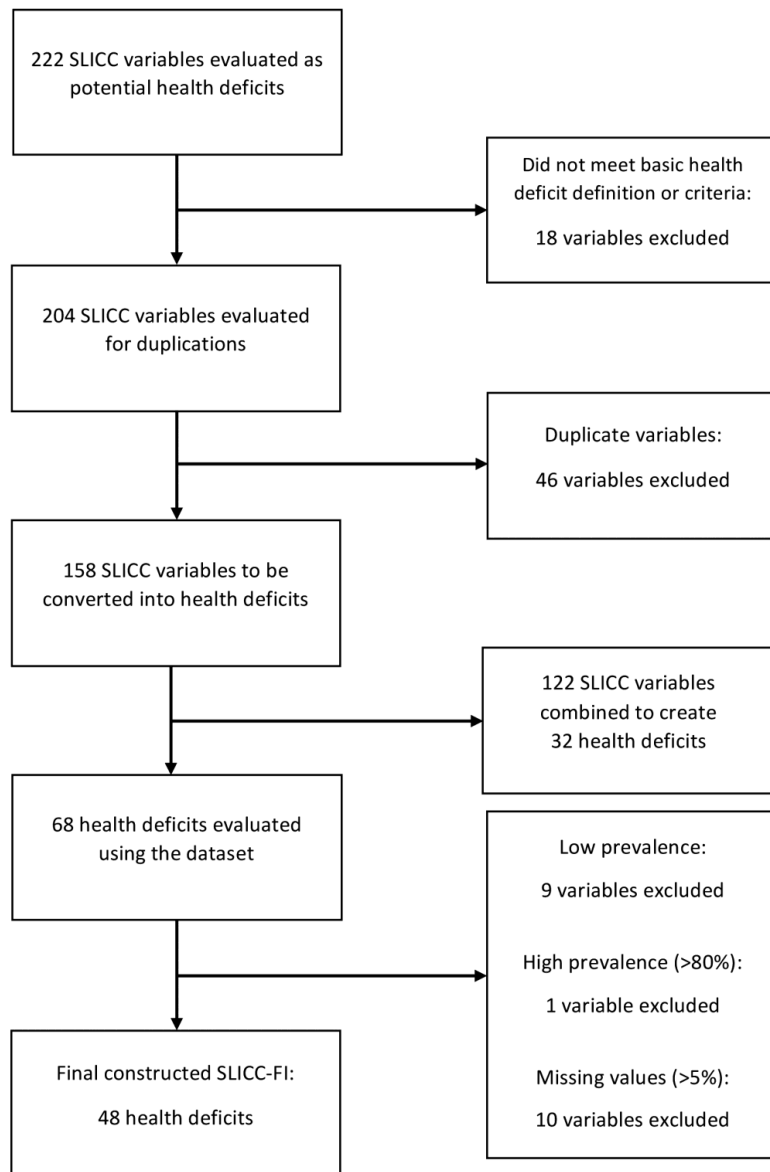 222 SLICC variables evaluated as
potential health deficits
Did not meet basic health
deficit definition or criteria:
18 variables excluded
204 SLICC variables evaluated
for duplications
Duplicate variables:
46 variables excluded
158 SLICC variables to be
converted into health deficits
122 SLICC variables
combined to create
32 health deficits
68 health deficits evaluated
using the dataset
Low prevalence:
9 variables excluded
High prevalence (>80%):
1 variable excluded
Missing values (>5%):
10 variables excluded
Final constructed SLICC-FI:
48 health deficits